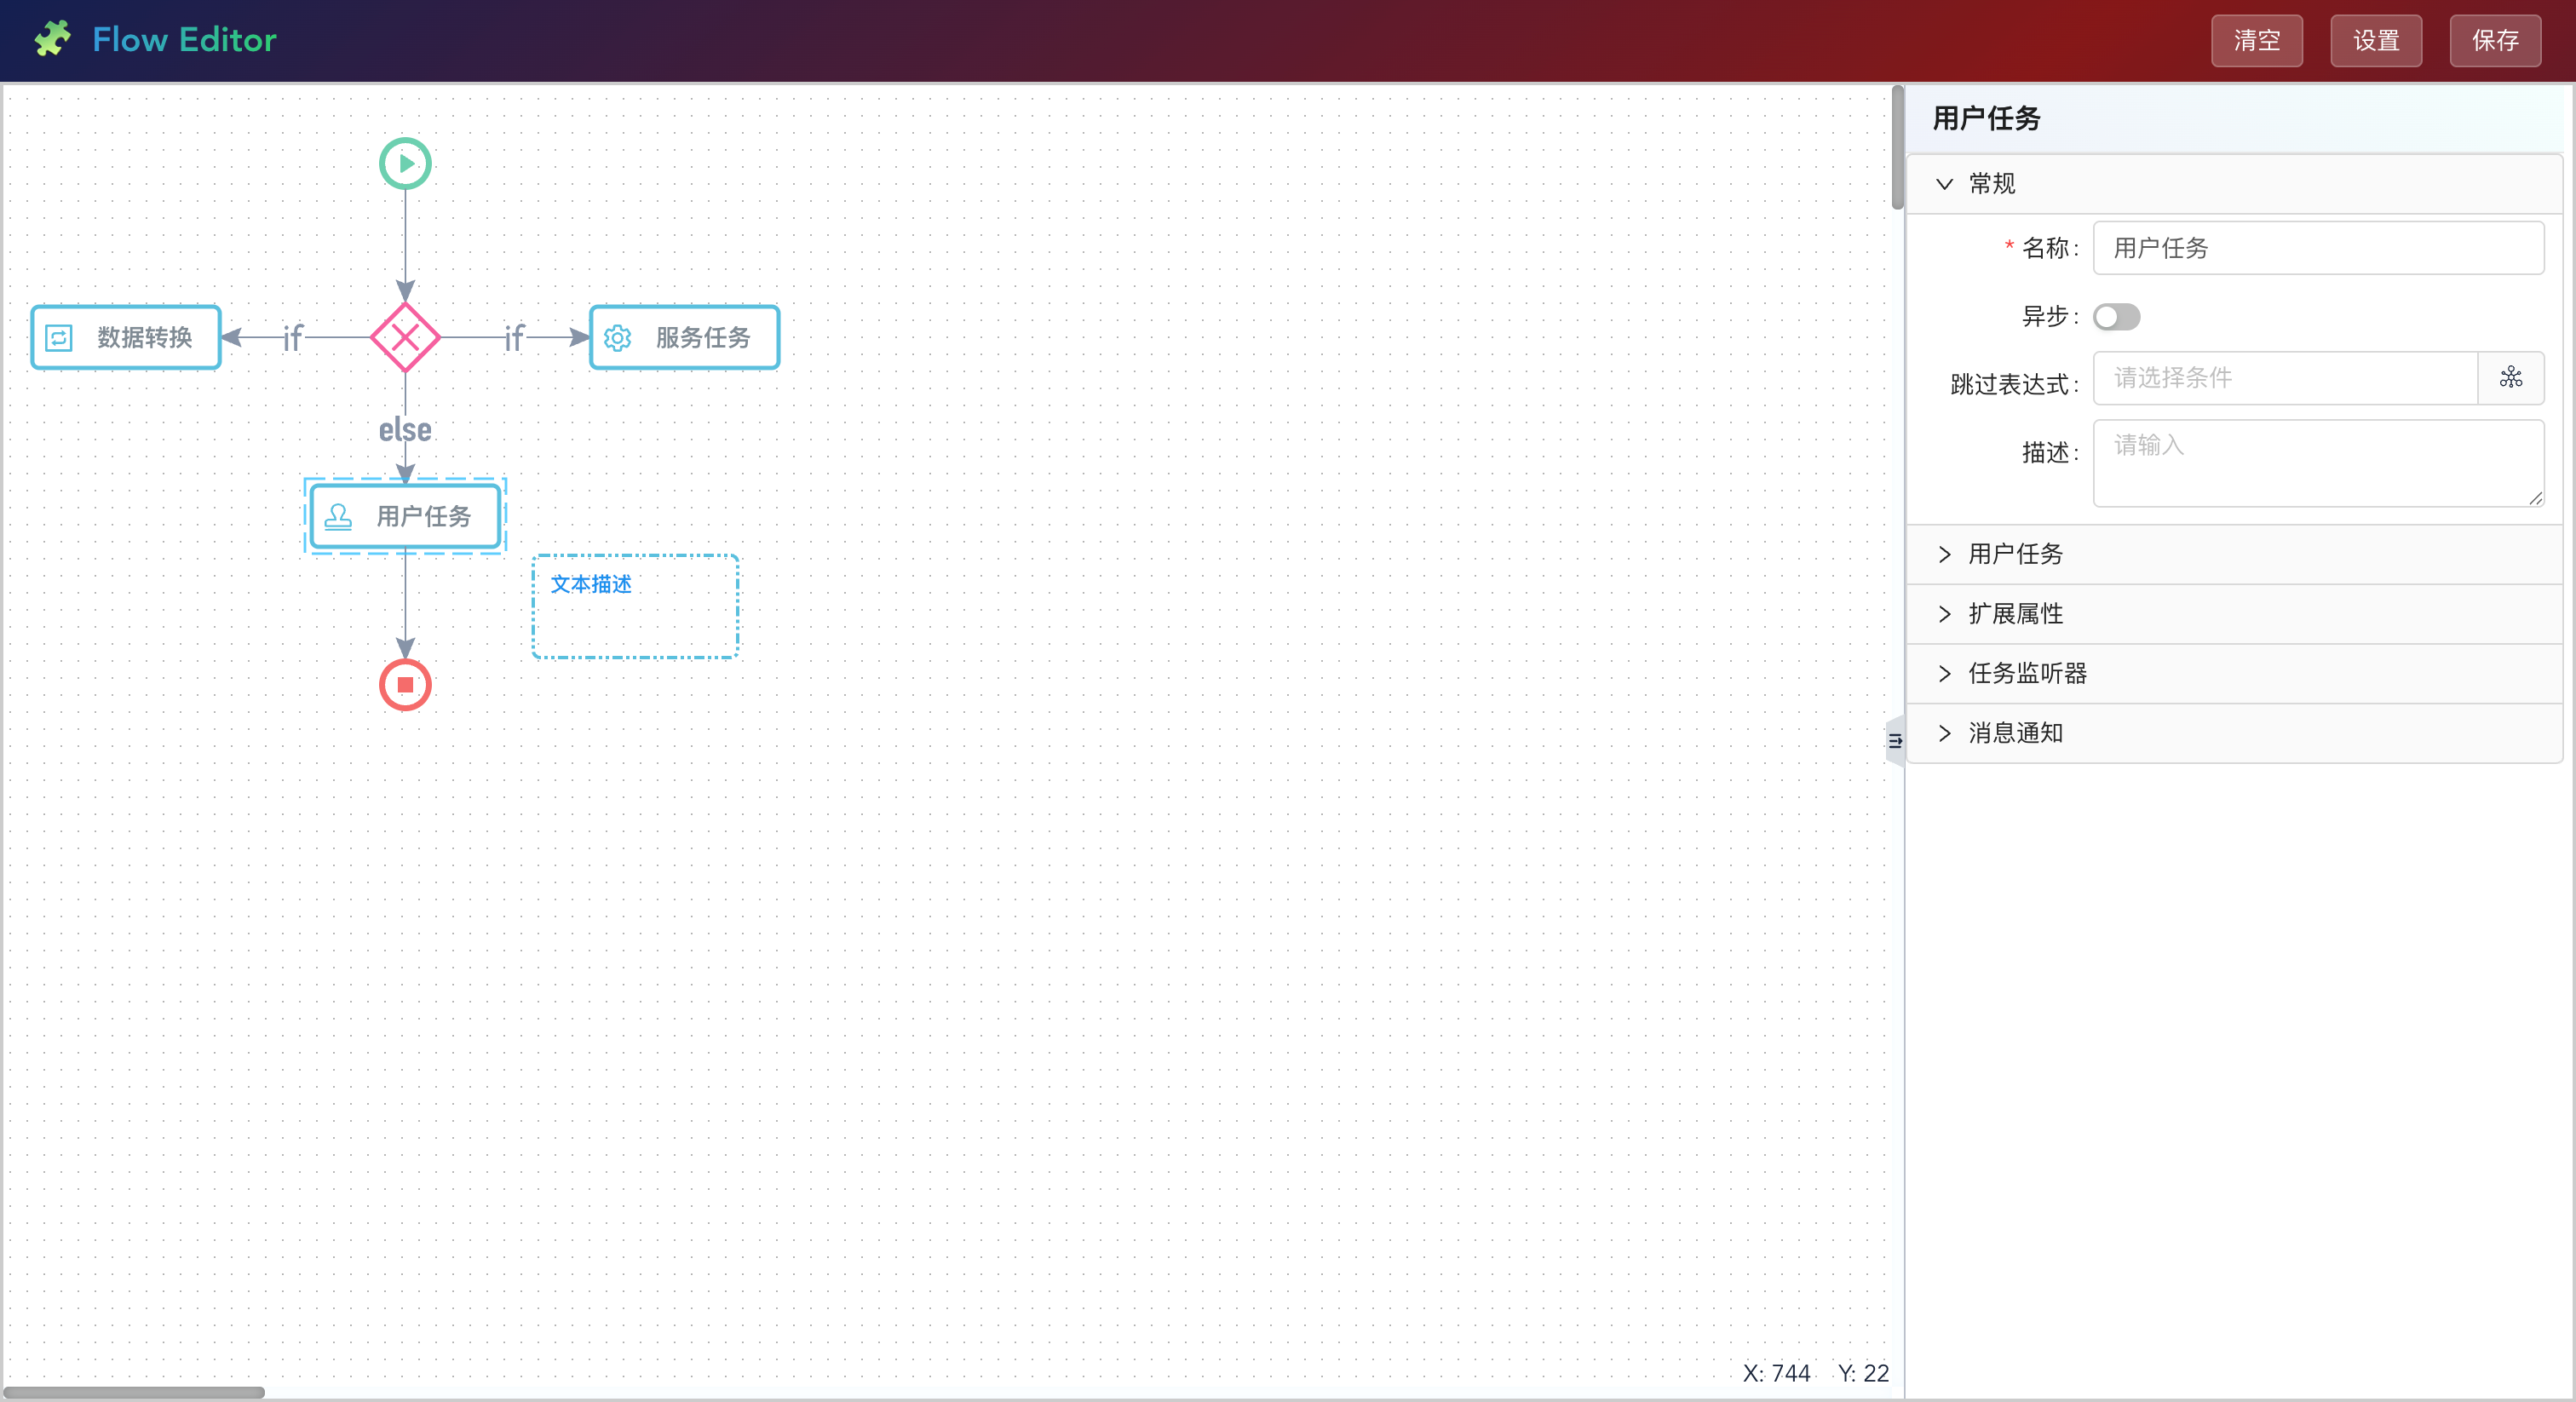 Flow Editor
清空
设置
保存
数据转换
if
if
服务任务
else
用户任务
文本描述
X: 744 Y: 22
用户任务
常规
* 名称 : 用户任务
异步 :
跳过表达式 : 请选择条件
描述 : 请输入
用户任务
扩展属性
任务监听器
消息通知